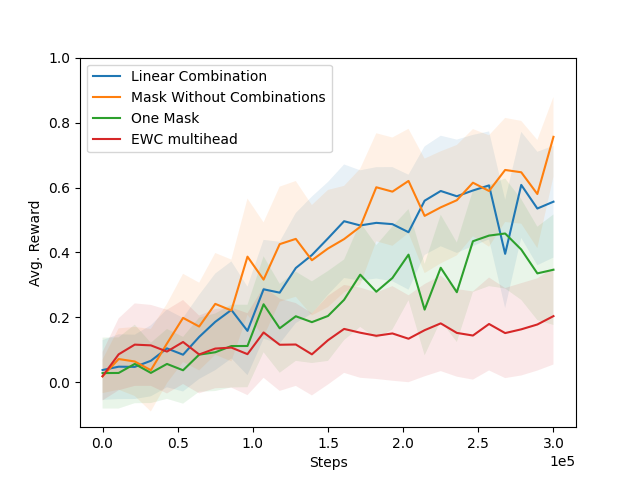 1.0
0.8
0.6
0.4
0.2
0.0
Avg. Reward
Linear Combination
Mask Without Combinations
One Mask
EWC multihead
0.0 0.5 1.0 1.5 2.0 2.5 3.0
Steps
1e5